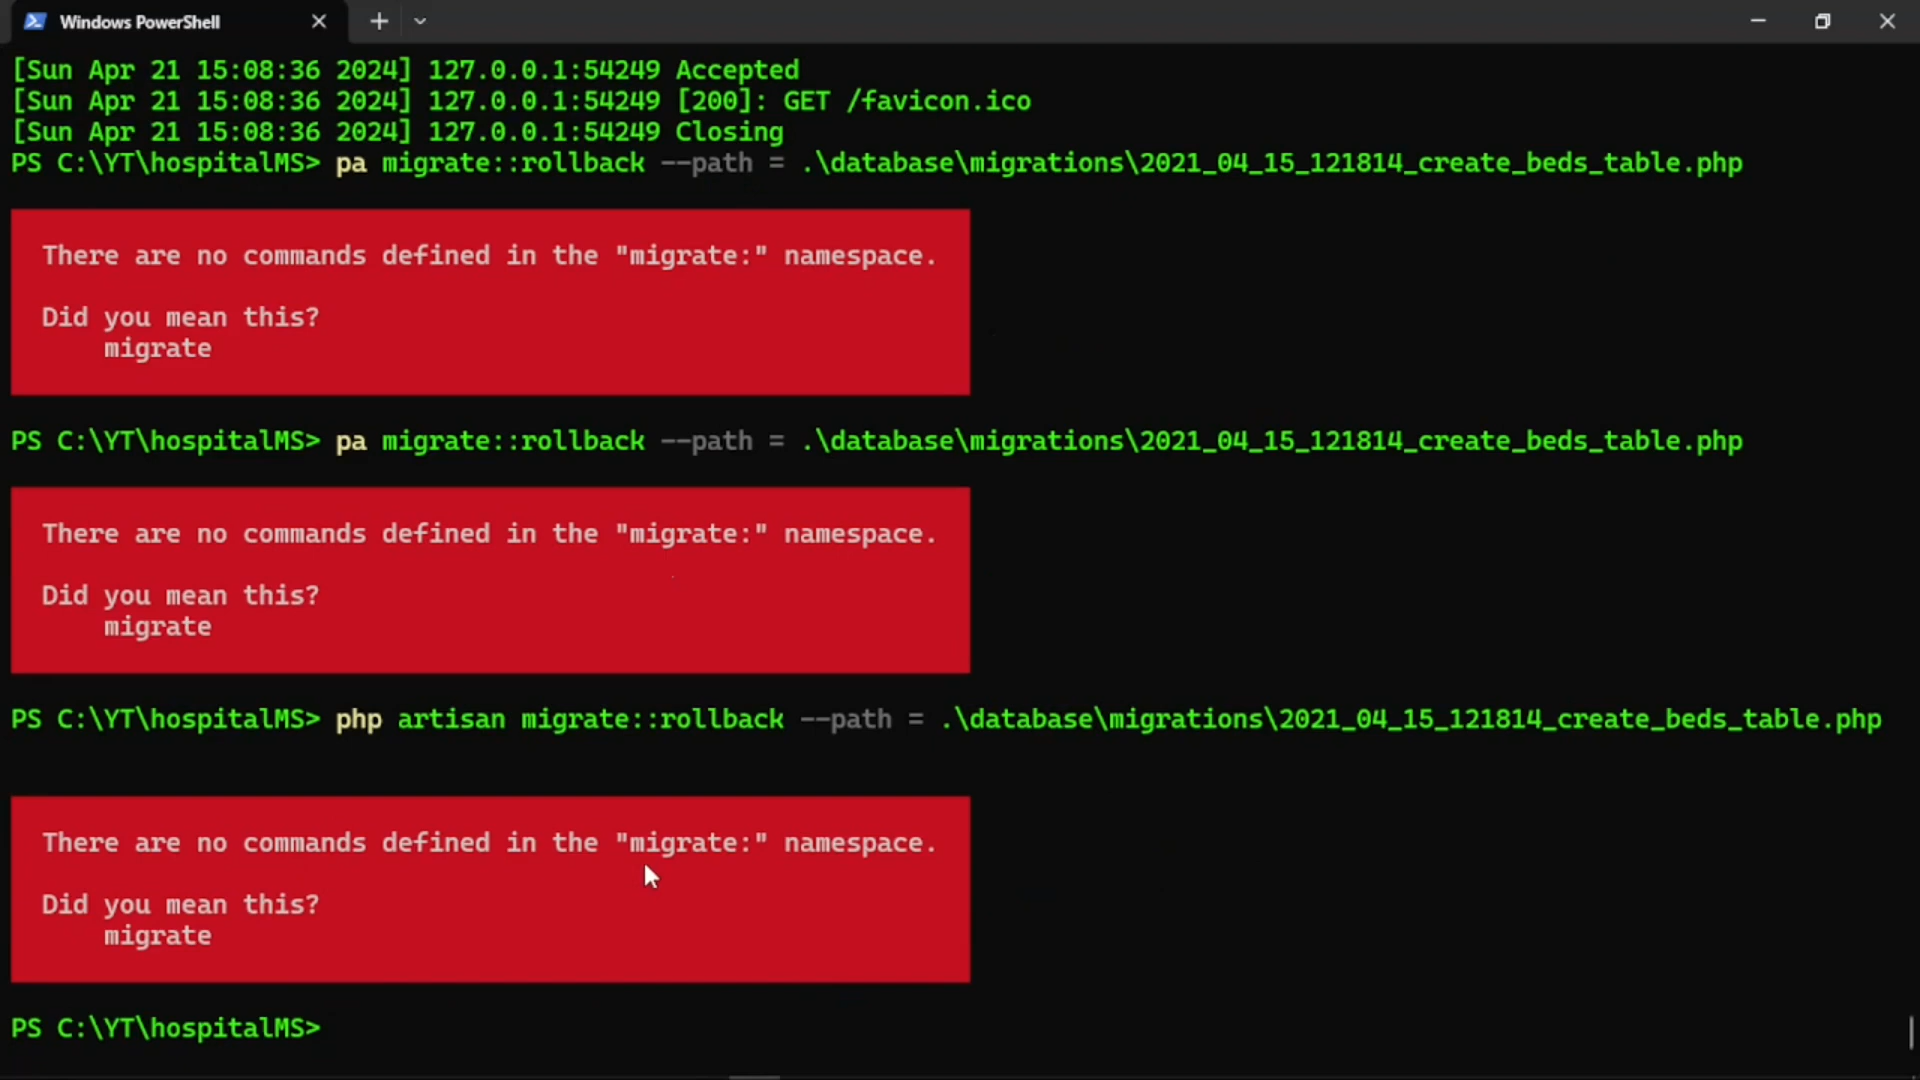 Windows PowerShell
[Sun Apr 21 15:08:36 2024] 127.0.0.1:54249 Accepted
[Sun Apr 21 15:08:36 2024] 127.0.0.1:54249 [200]: GET /favicon.ico
[Sun Apr 21 15:08:36 2024] 127.0.0.1:54249 Closing
PS C:\YT\hospitalMS> pa migrate::rollback --path = .\database\migrations\2021_04_15_121814_create_beds_table.php
There are no commands defined in the "migrate:" namespace.
Did you mean this?
migrate
PS C:\YT\hospitalMS> pa migrate::rollback --path = .\database\migrations\2021_04_15_121814_create_beds_table.php
There are no commands defined in the "migrate:" namespace.
Did you mean this?
migrate
PS C:\YT\hospitalMS> php artisan migrate::rollback --path = .\database\migrations\2021_04_15_121814_create_beds_table.php
There are no commands defined in the "migrate:" namespace.
Did you mean this?
migrate
PS C:\YT\hospitalMS>